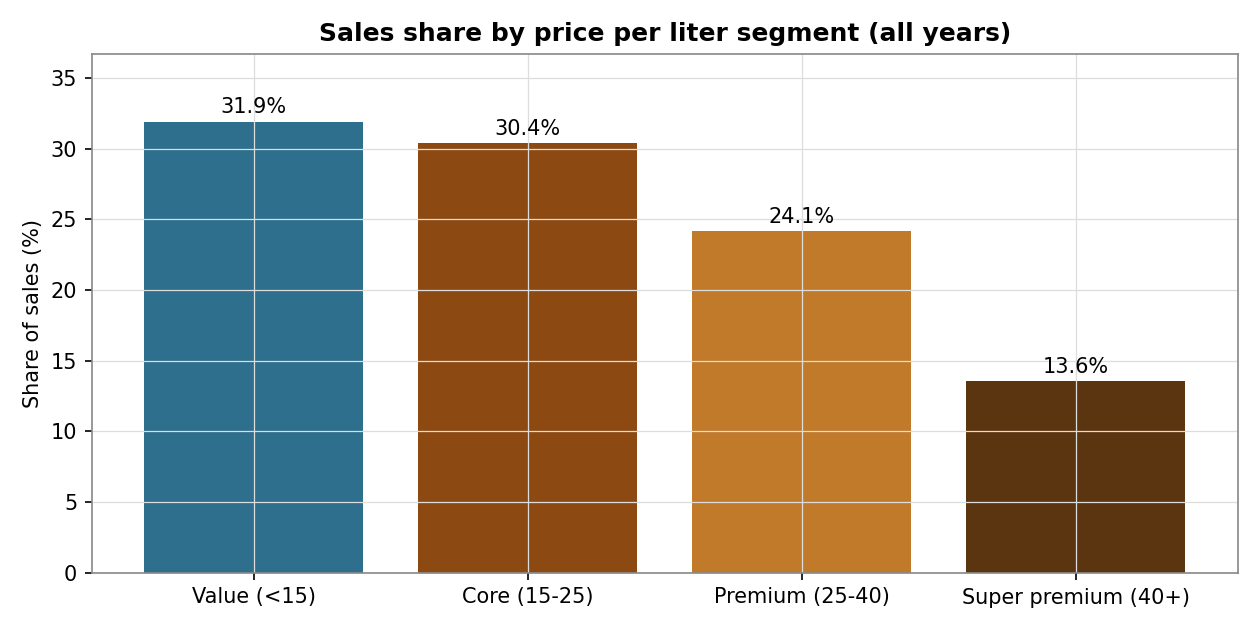 Sales share by price per liter segment (all years)
Share of sales (%)
35
30
25
20
15
10
5
0
31.9%
30.4%
24.1%
13.6%
Value (<15)
Core (15-25)
Premium (25-40)
Super premium (40+)